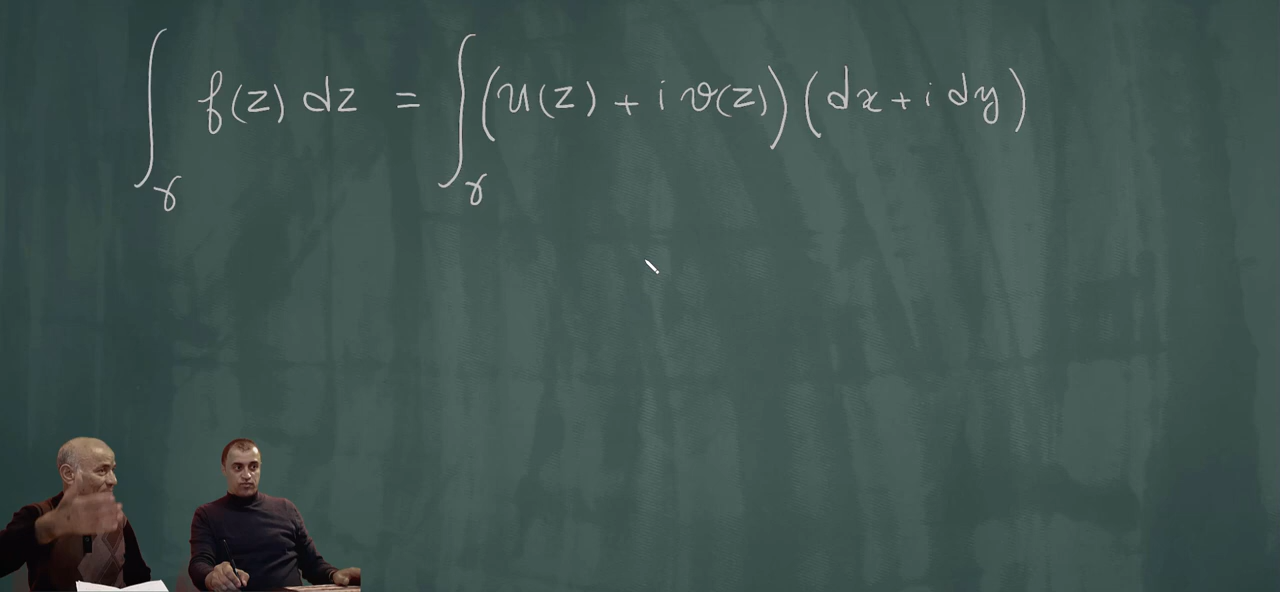 ∫_γ f(z) dz = ∫_γ (u(z) + i v(z)) (dx + i dy)